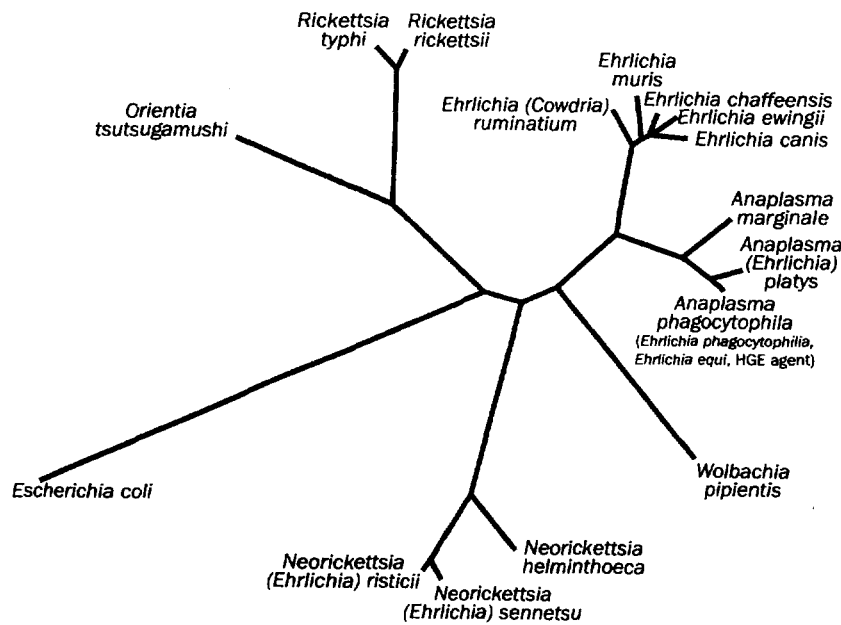 Rickettsia
typhi
Rickettsia
rickettsii
Orientia
tsutsugamushi
Ehrlichia
muris
Ehrlichia (Cowdria)
ruminatium
Ehrlichia chaffeensis
Ehrlichia ewingii
Ehrlichia canis
Anaplasma
marginale
Anaplasma
(Ehrlichia)
platys
Anaplasma
phagocytophila
(Ehrlichia phagocytophilia,
Ehrlichia equi, HGE agent)
Wolbachia
pipientis
Escherichia coli
Neorickettsia
helminthoeca
Neorickettsia
(Ehrlichia) risticii
Neorickettsia
(Ehrlichia) sennetsu